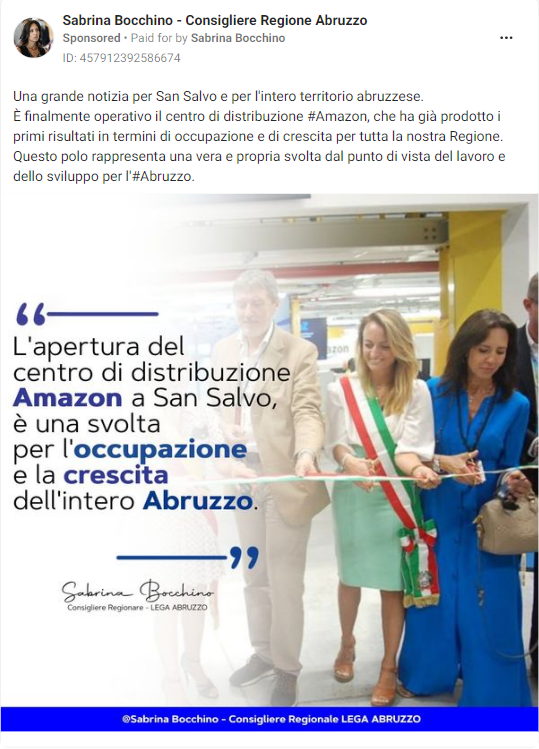 Sabrina Bocchino - Consigliere Regione Abruzzo
Sponsored • Paid for by Sabrina Bocchino
ID: 457912392586674
Una grande notizia per San Salvo e per l'intero territorio abruzzese.
È finalmente operativo il centro di distribuzione #Amazon, che ha già prodotto i
primi risultati in termini di occupazione e di crescita per tutta la nostra Regione.
Questo polo rappresenta una vera e propria svolta dal punto di vista del lavoro e
dello sviluppo per l'#Abruzzo.
“
L'apertura del
centro di distribuzione
Amazon a San Salvo,
è una svolta
per l'occupazione
e la crescita
dell'intero Abruzzo.
”
Sabrina Bocchino
Consigliere Regionare - LEGA ABRUZZO
@Sabrina Bocchino - Consigliere Regionale LEGA ABRUZZO